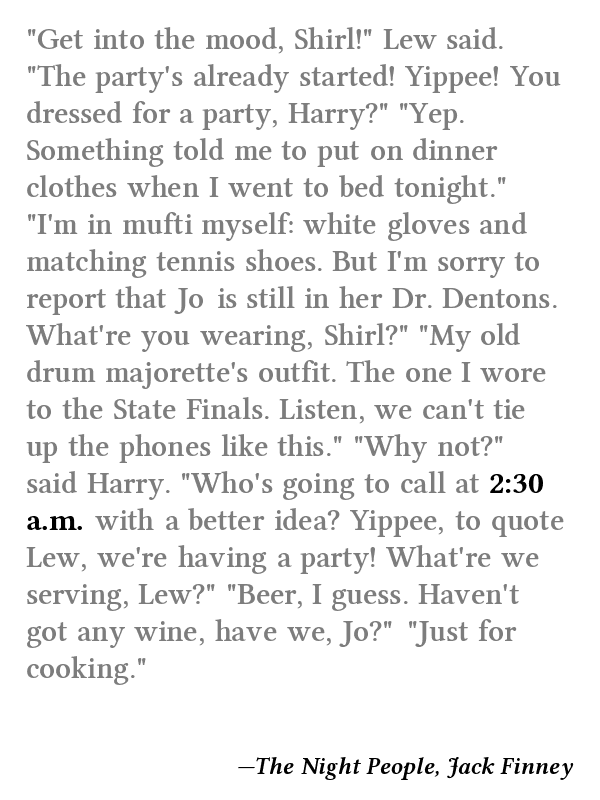 "Get into the mood, Shirl!" Lew said.
"The party's already started! Yippee! You
dressed for a party, Harry?" "Yep.
Something told me to put on dinner
clothes when I went to bed tonight."
"I'm in mufti myself: white gloves and
matching tennis shoes. But I'm sorry to
report that Jo is still in her Dr. Dentons.
What're you wearing, Shirl?" "My old
drum majorette's outfit. The one I wore
to the State Finals. Listen, we can't tie
up the phones like this." "Why not?"
said Harry. "Who's going to call at 2:30
a.m. with a better idea? Yippee, to quote
Lew, we're having a party! What're we
serving, Lew?" "Beer, I guess. Haven't
got any wine, have we, Jo?" "Just for
cooking."
—The Night People, Jack Finney